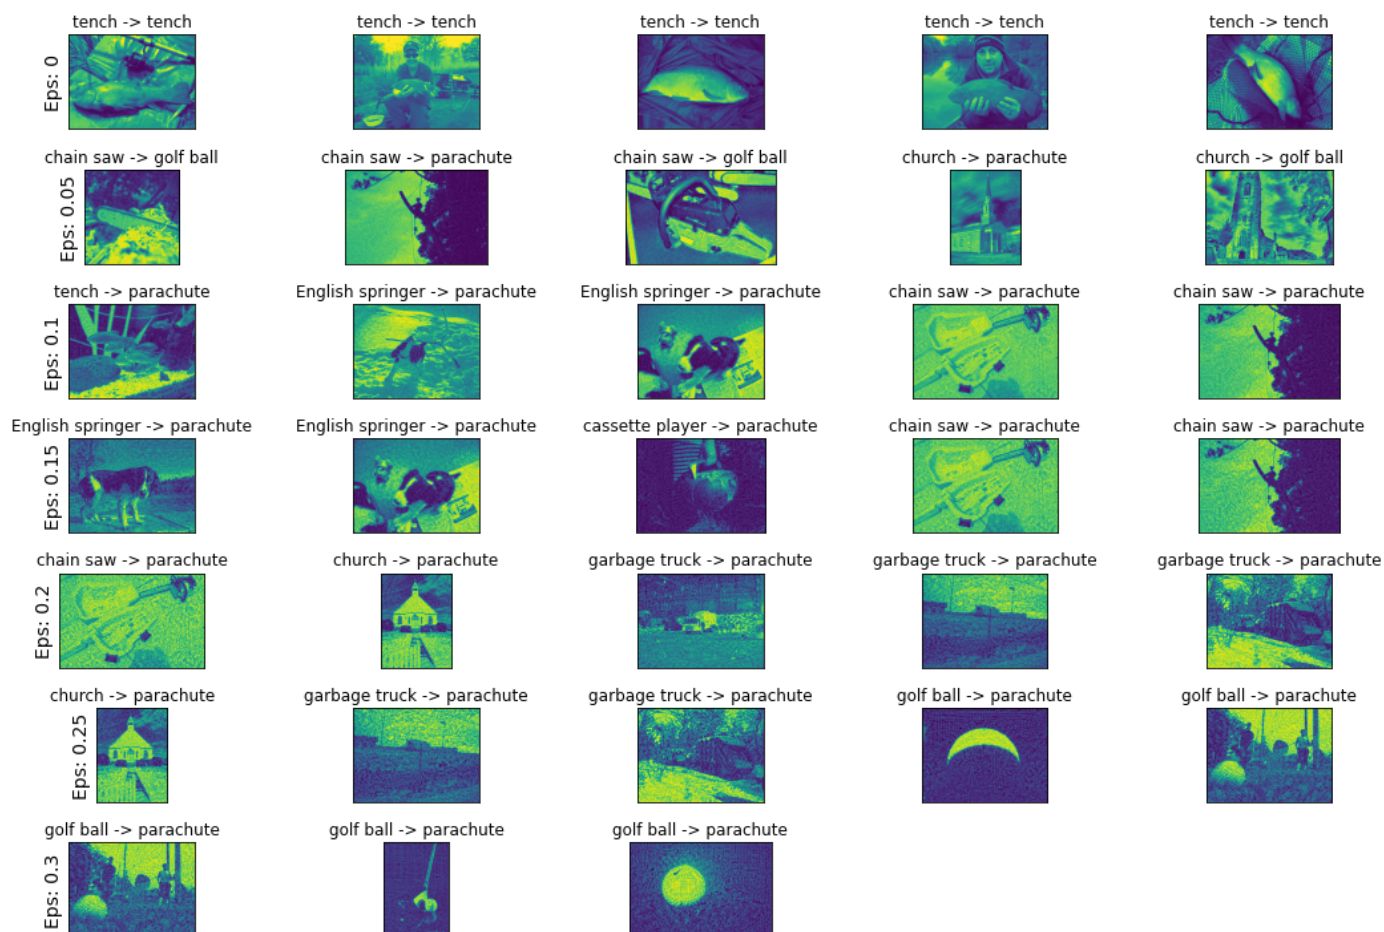 tench -> tench
tench -> tench
tench -> tench
tench -> tench
tench -> tench
Eps: 0
chain saw -> golf ball
chain saw -> parachute
chain saw -> golf ball
church -> parachute
church -> golf ball
Eps: 0.05
tench -> parachute
English springer -> parachute
English springer -> parachute
chain saw -> parachute
chain saw -> parachute
Eps: 0.1
English springer -> parachute
English springer -> parachute
cassette player -> parachute
chain saw -> parachute
chain saw -> parachute
Eps: 0.15
chain saw -> parachute
church -> parachute
garbage truck -> parachute
garbage truck -> parachute
garbage truck -> parachute
Eps: 0.2
church -> parachute
garbage truck -> parachute
garbage truck -> parachute
golf ball -> parachute
golf ball -> parachute
Eps: 0.25
golf ball -> parachute
golf ball -> parachute
golf ball -> parachute
Eps: 0.3